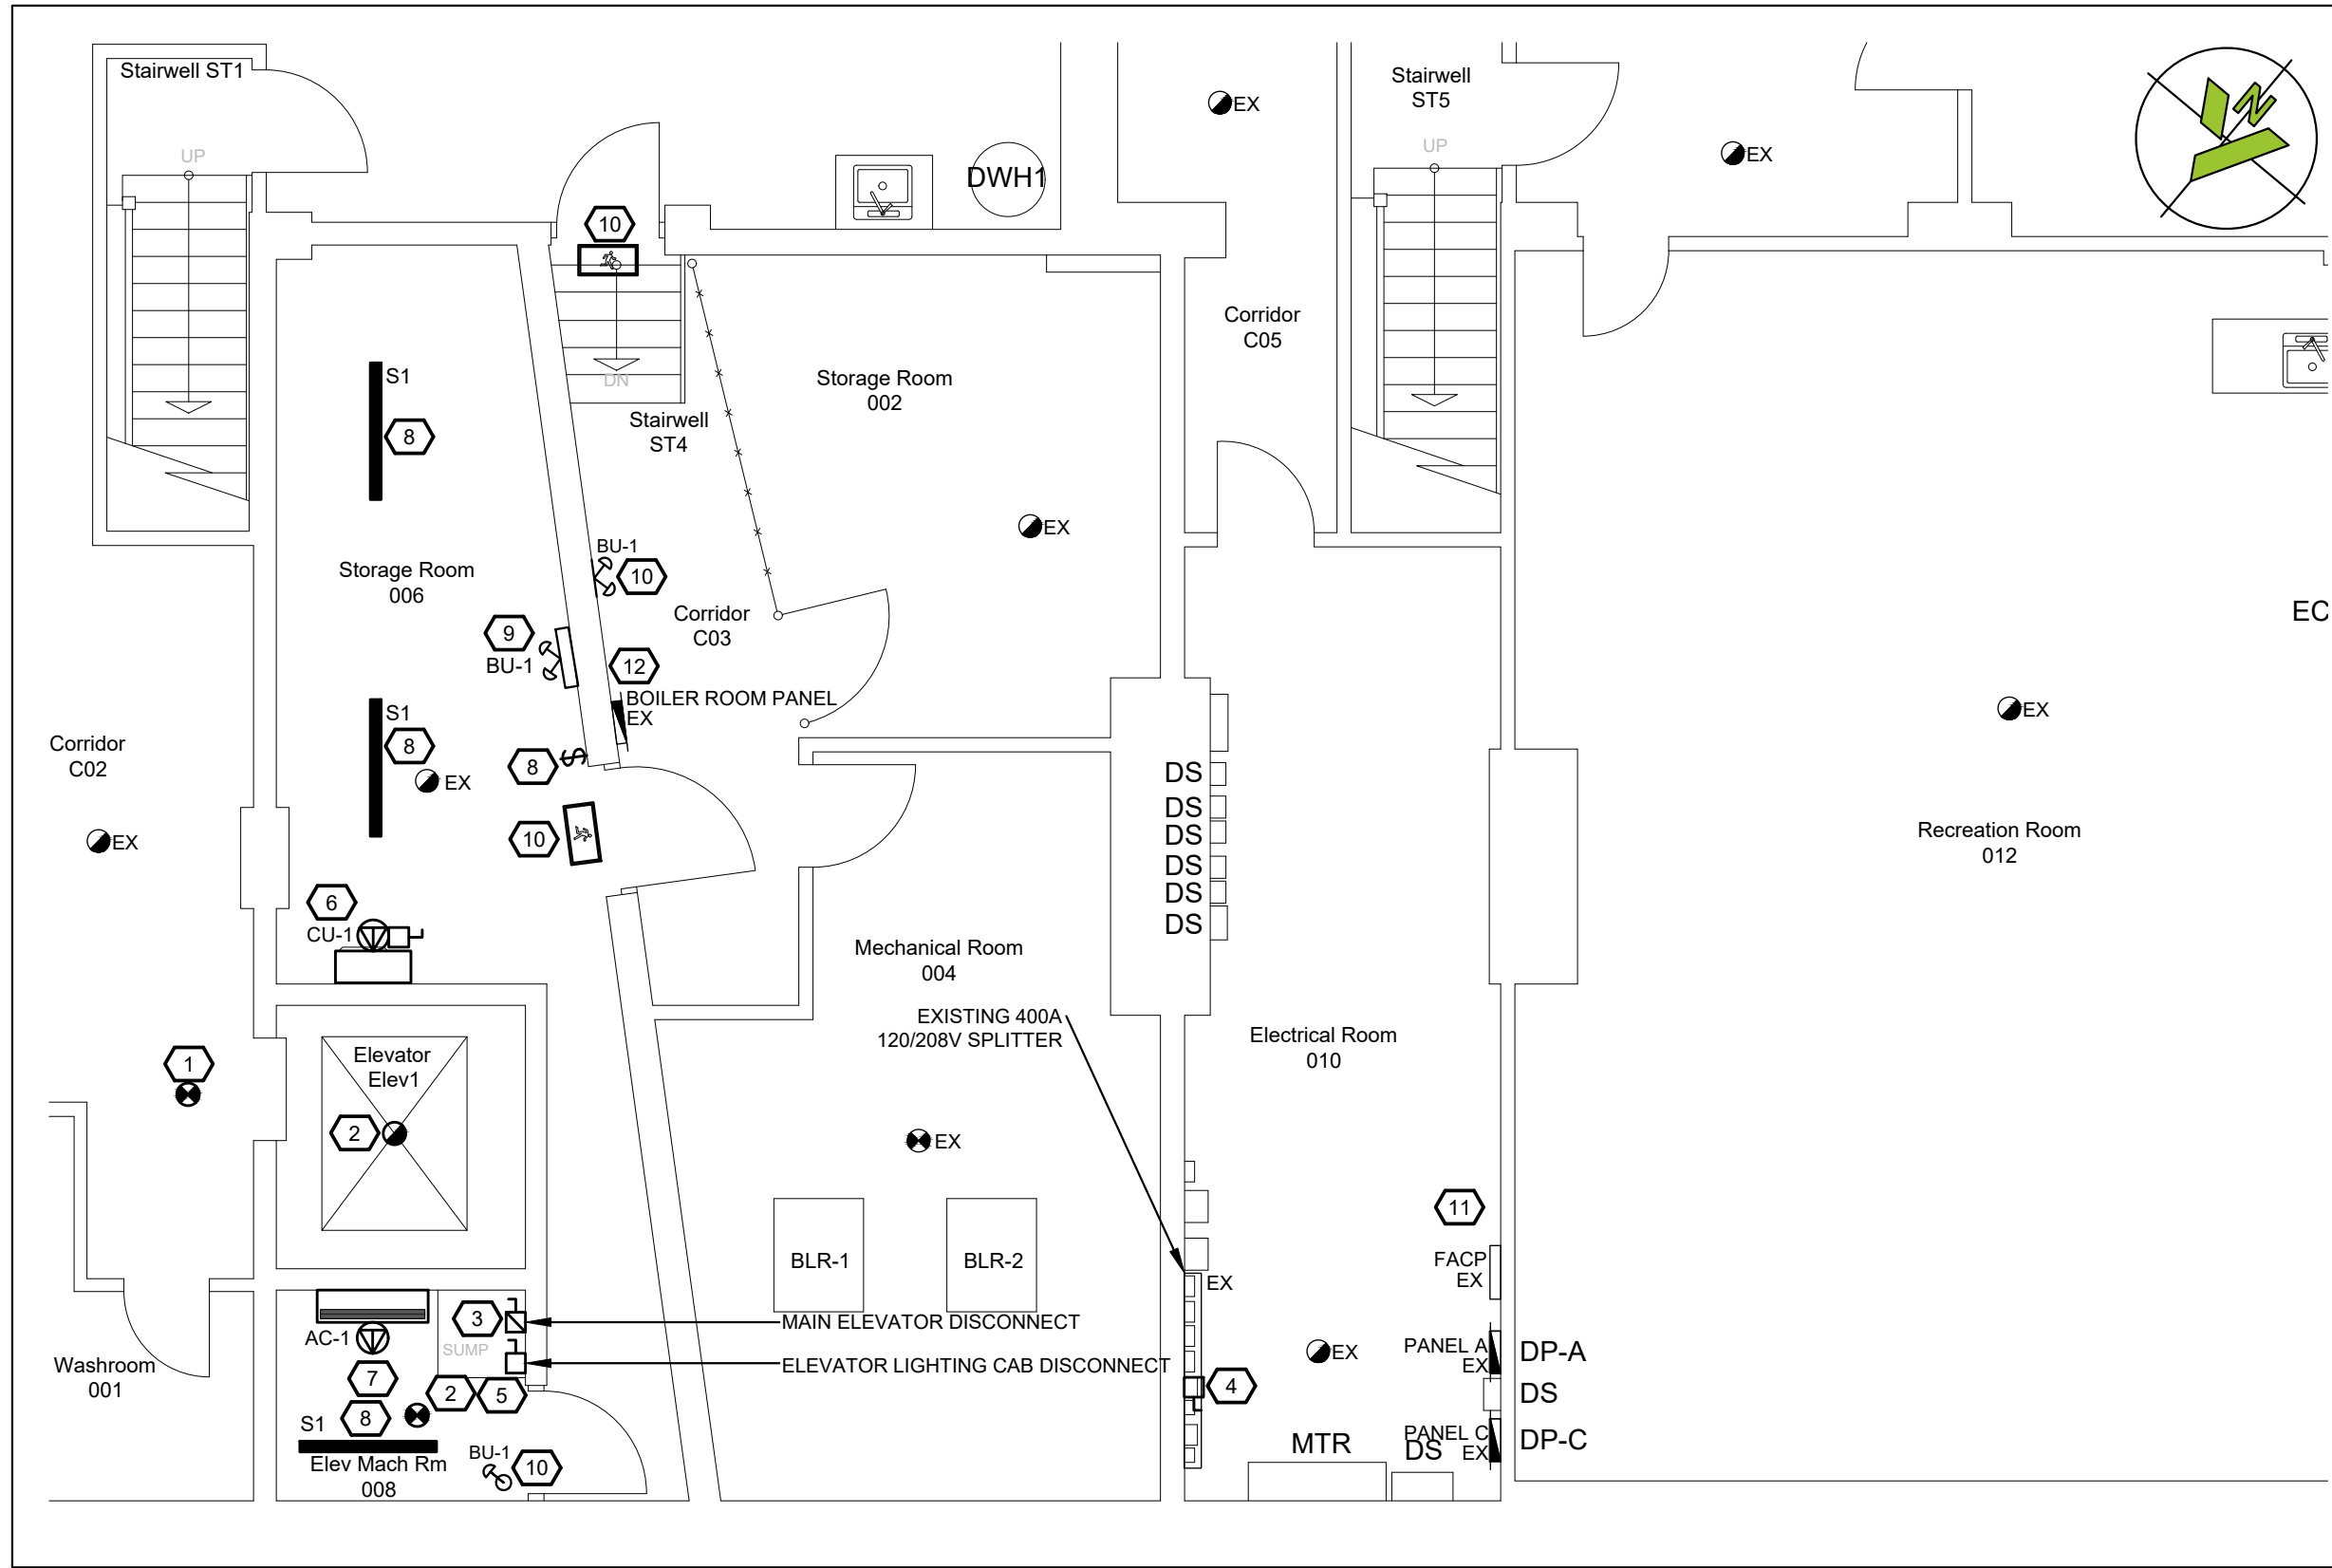 Stairwell ST1
UP
10
DN
DWH1
EX
Stairwell
ST5
UP
EX
N
Corridor
C05
S1
8
Storage Room
002
Stairwell
ST4
EX
Storage Room
006
BU-1
10
Corridor
C03
9
BU-1
12
BOILER ROOM PANEL
EX
S1
8
EX
8
10
Corridor
C02
EX
6
CU-1
EC
EX
Recreation Room
012
DS
DS
DS
DS
DS
DS
Mechanical Room
004
EXISTING 400A
120/208V SPLITTER
Electrical Room
010
1
Elevator
Elev1
2
EX
BLR-1
BLR-2
EX
11
FACP
EX
3
MAIN ELEVATOR DISCONNECT
AC-1
SUMP
ELEVATOR LIGHTING CAB DISCONNECT
EX
PANEL A
EX
DP-A
DS
Washroom
001
7
2
5
4
S1
8
PANEL C
EX
DP-C
MTR
DS
Elev Mach Rm
008
BU-1
10